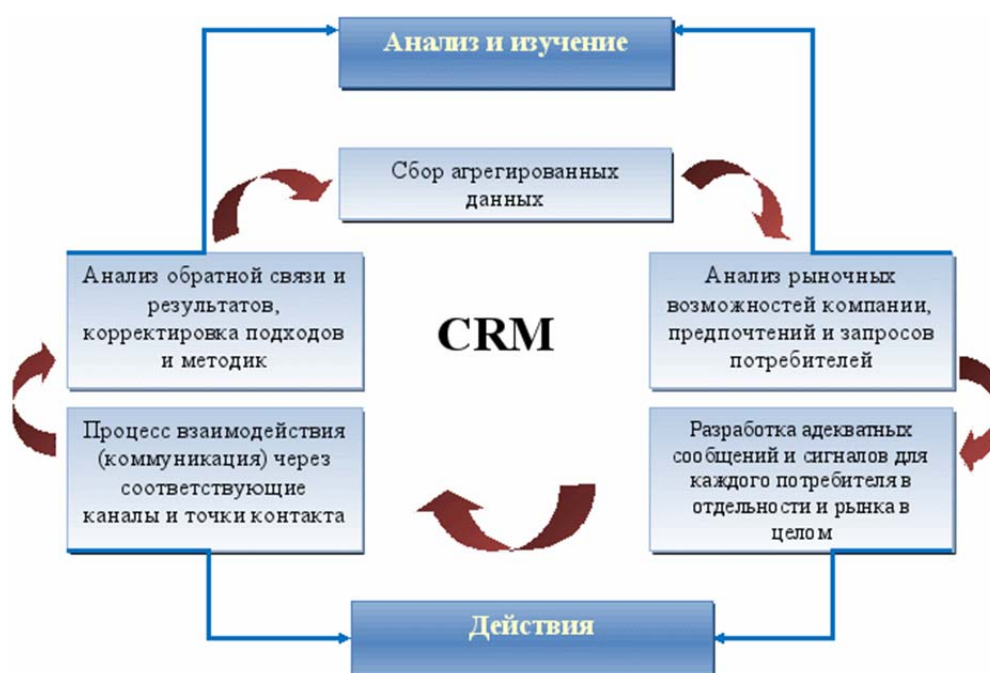 Анализ и изучение
Сбор агрегированных
данных
Анализ обратной связи и
результатов,
корректировка подходов
и методик
Анализ рыночных
возможностей компании,
предпочтений и запросов
потребителей
CRM
Процесс взаимодействия
(коммуникация) через
соответствующие
каналы и точки контакта
Разработка адекватных
сообщений и сигналов для
каждого потребителя в
отдельности и рынка в
целом
Действия